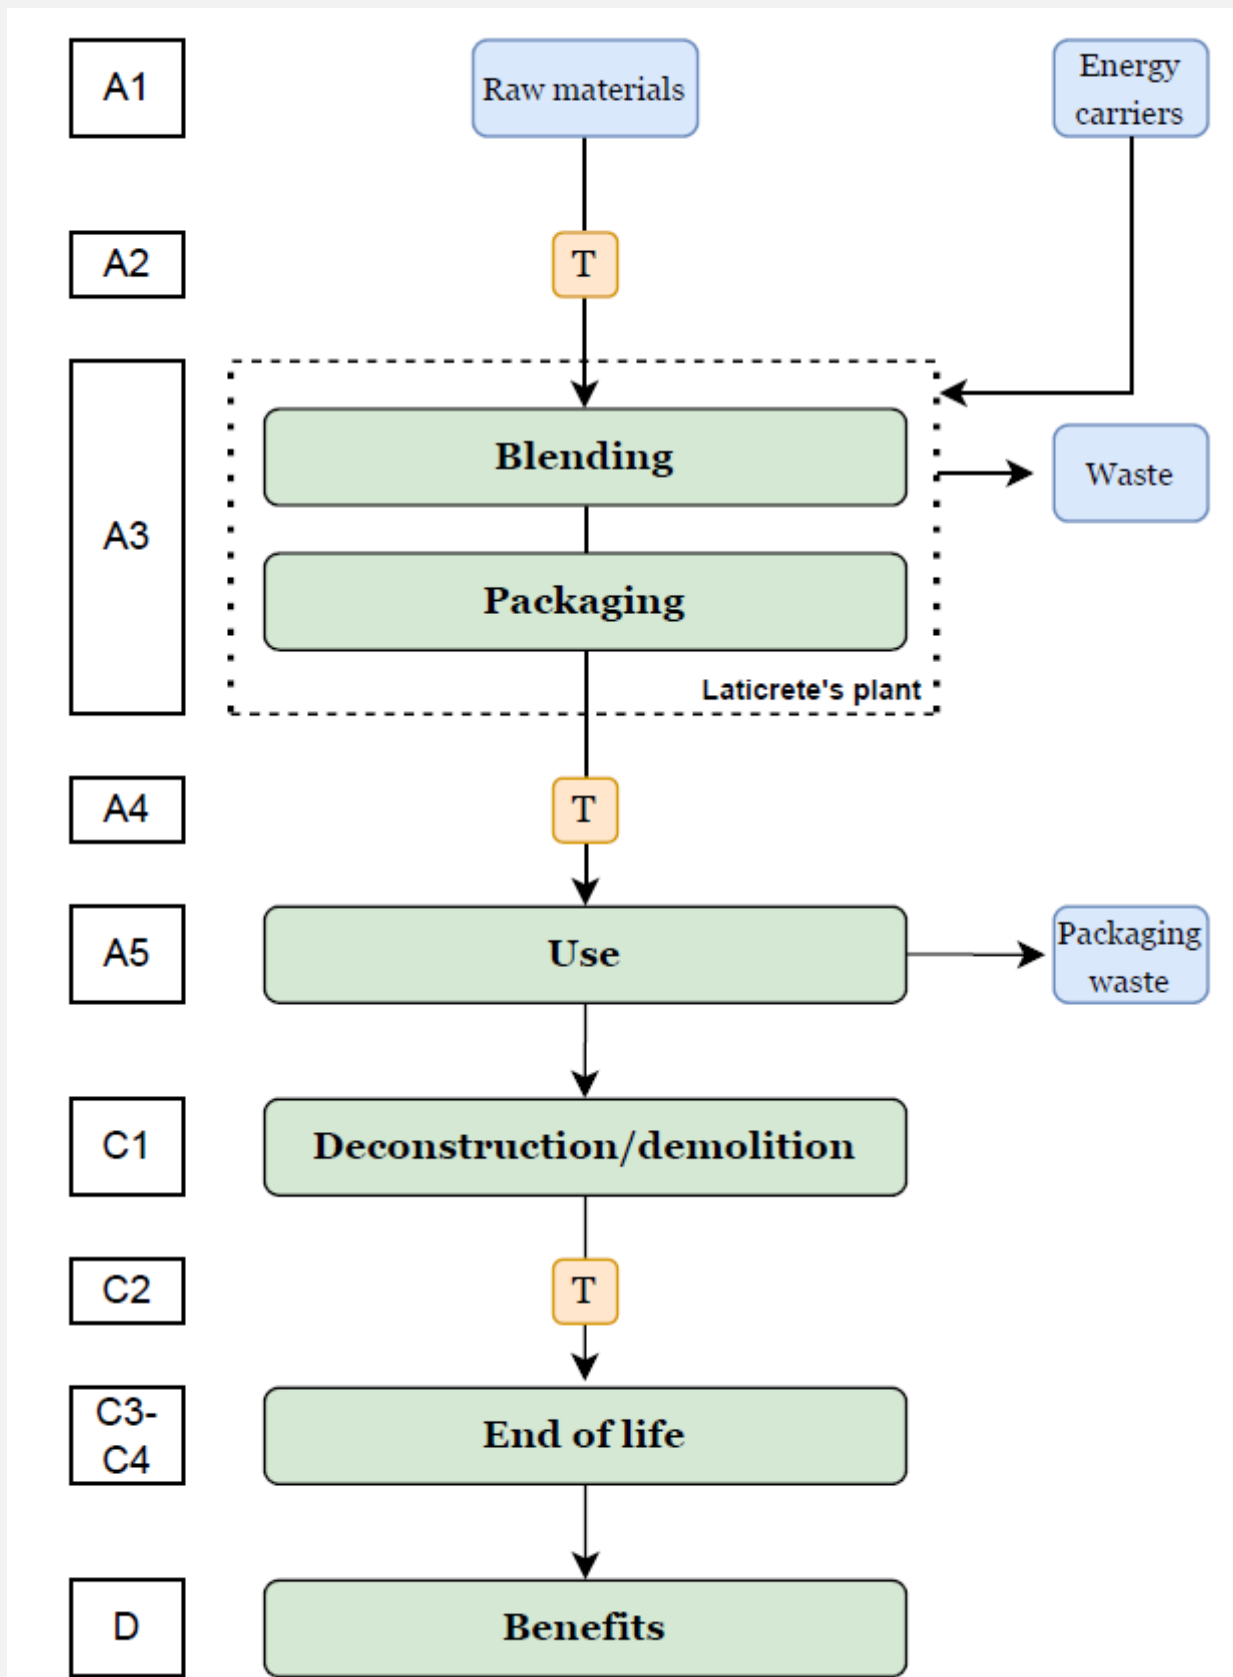 A1
Raw materials
Energy
carriers
A2
T
A3
Blending
Waste
Packaging
Laticrete's plant
A4
T
A5
Use
Packaging
waste
C1
Deconstruction/demolition
C2
T
C3-
C4
End of life
D
Benefits